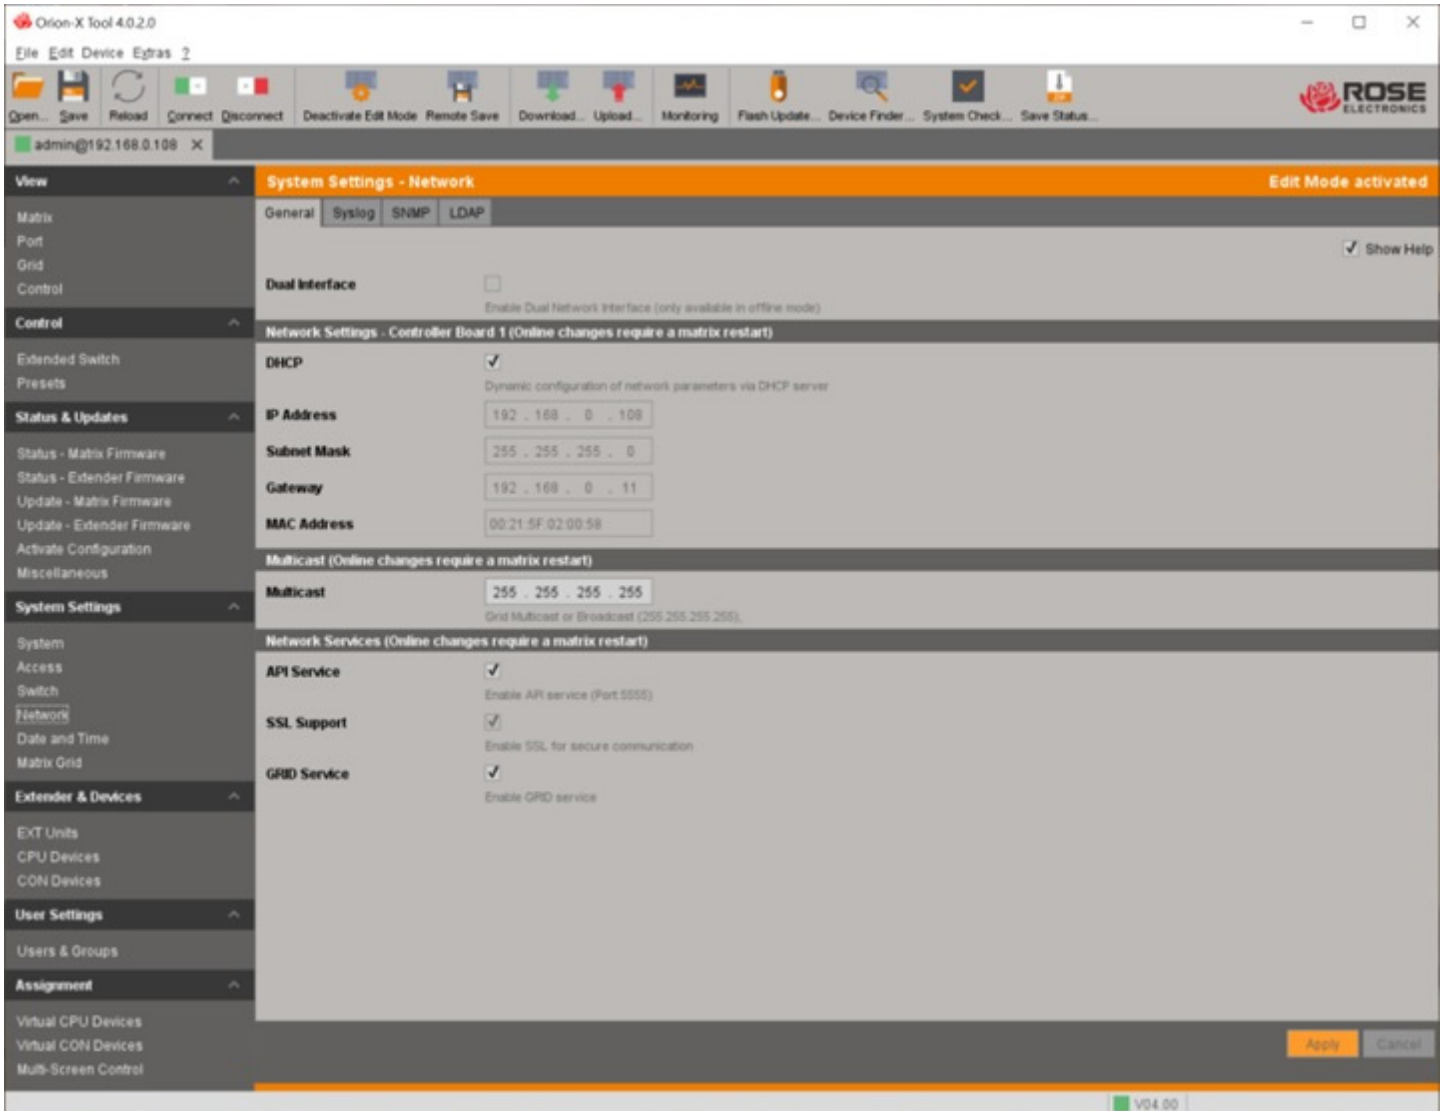 Orion-X Tool 4.0.2.0
File Edit Device Extras ?
Open... Save Reload Connect Disconnect Deactivate Edit Mode Remote Save Download... Upload... Monitoring Flash Update... Device Finder... System Check... Save Status...
ROSE
ELECTRONICS
admin@192.168.0.108
View
System Settings - Network
Edit Mode activated
General Syslog SNMP LDAP
Show Help
Matrix
Port
Grid
Control
Control
Extended Switch
Presets
Status & Updates
Status - Matrix Firmware
Status - Extender Firmware
Update - Matrix Firmware
Update - Extender Firmware
Activate Configuration
Miscellaneous
System Settings
System
Access
Switch
Network
Date and Time
Matrix Grid
Extender & Devices
EXT Units
CPU Devices
CON Devices
User Settings
Users & Groups
Assignment
Virtual CPU Devices
Virtual CON Devices
Multi-Screen Control
Dual Interface
Enable Dual Network Interface (only available in offline mode)
Network Settings - Controller Board 1 (Online changes require a matrix restart)
DHCP
Dynamic configuration of network parameters via DHCP server
IP Address 192 . 168 . 0 . 108
Subnet Mask 255 . 255 . 255 . 0
Gateway 192 . 168 . 0 . 11
MAC Address 00:21:5F:02:00:58
Multicast (Online changes require a matrix restart)
Multicast 255 . 255 . 255 . 255
Grid Multicast or Broadcast (255.255.255.255),
Network Services (Online changes require a matrix restart)
API Service
Enable API service (Port 5555)
SSL Support
Enable SSL for secure communication
GRID Service
Enable GRID service
Apply Cancel
V04.00